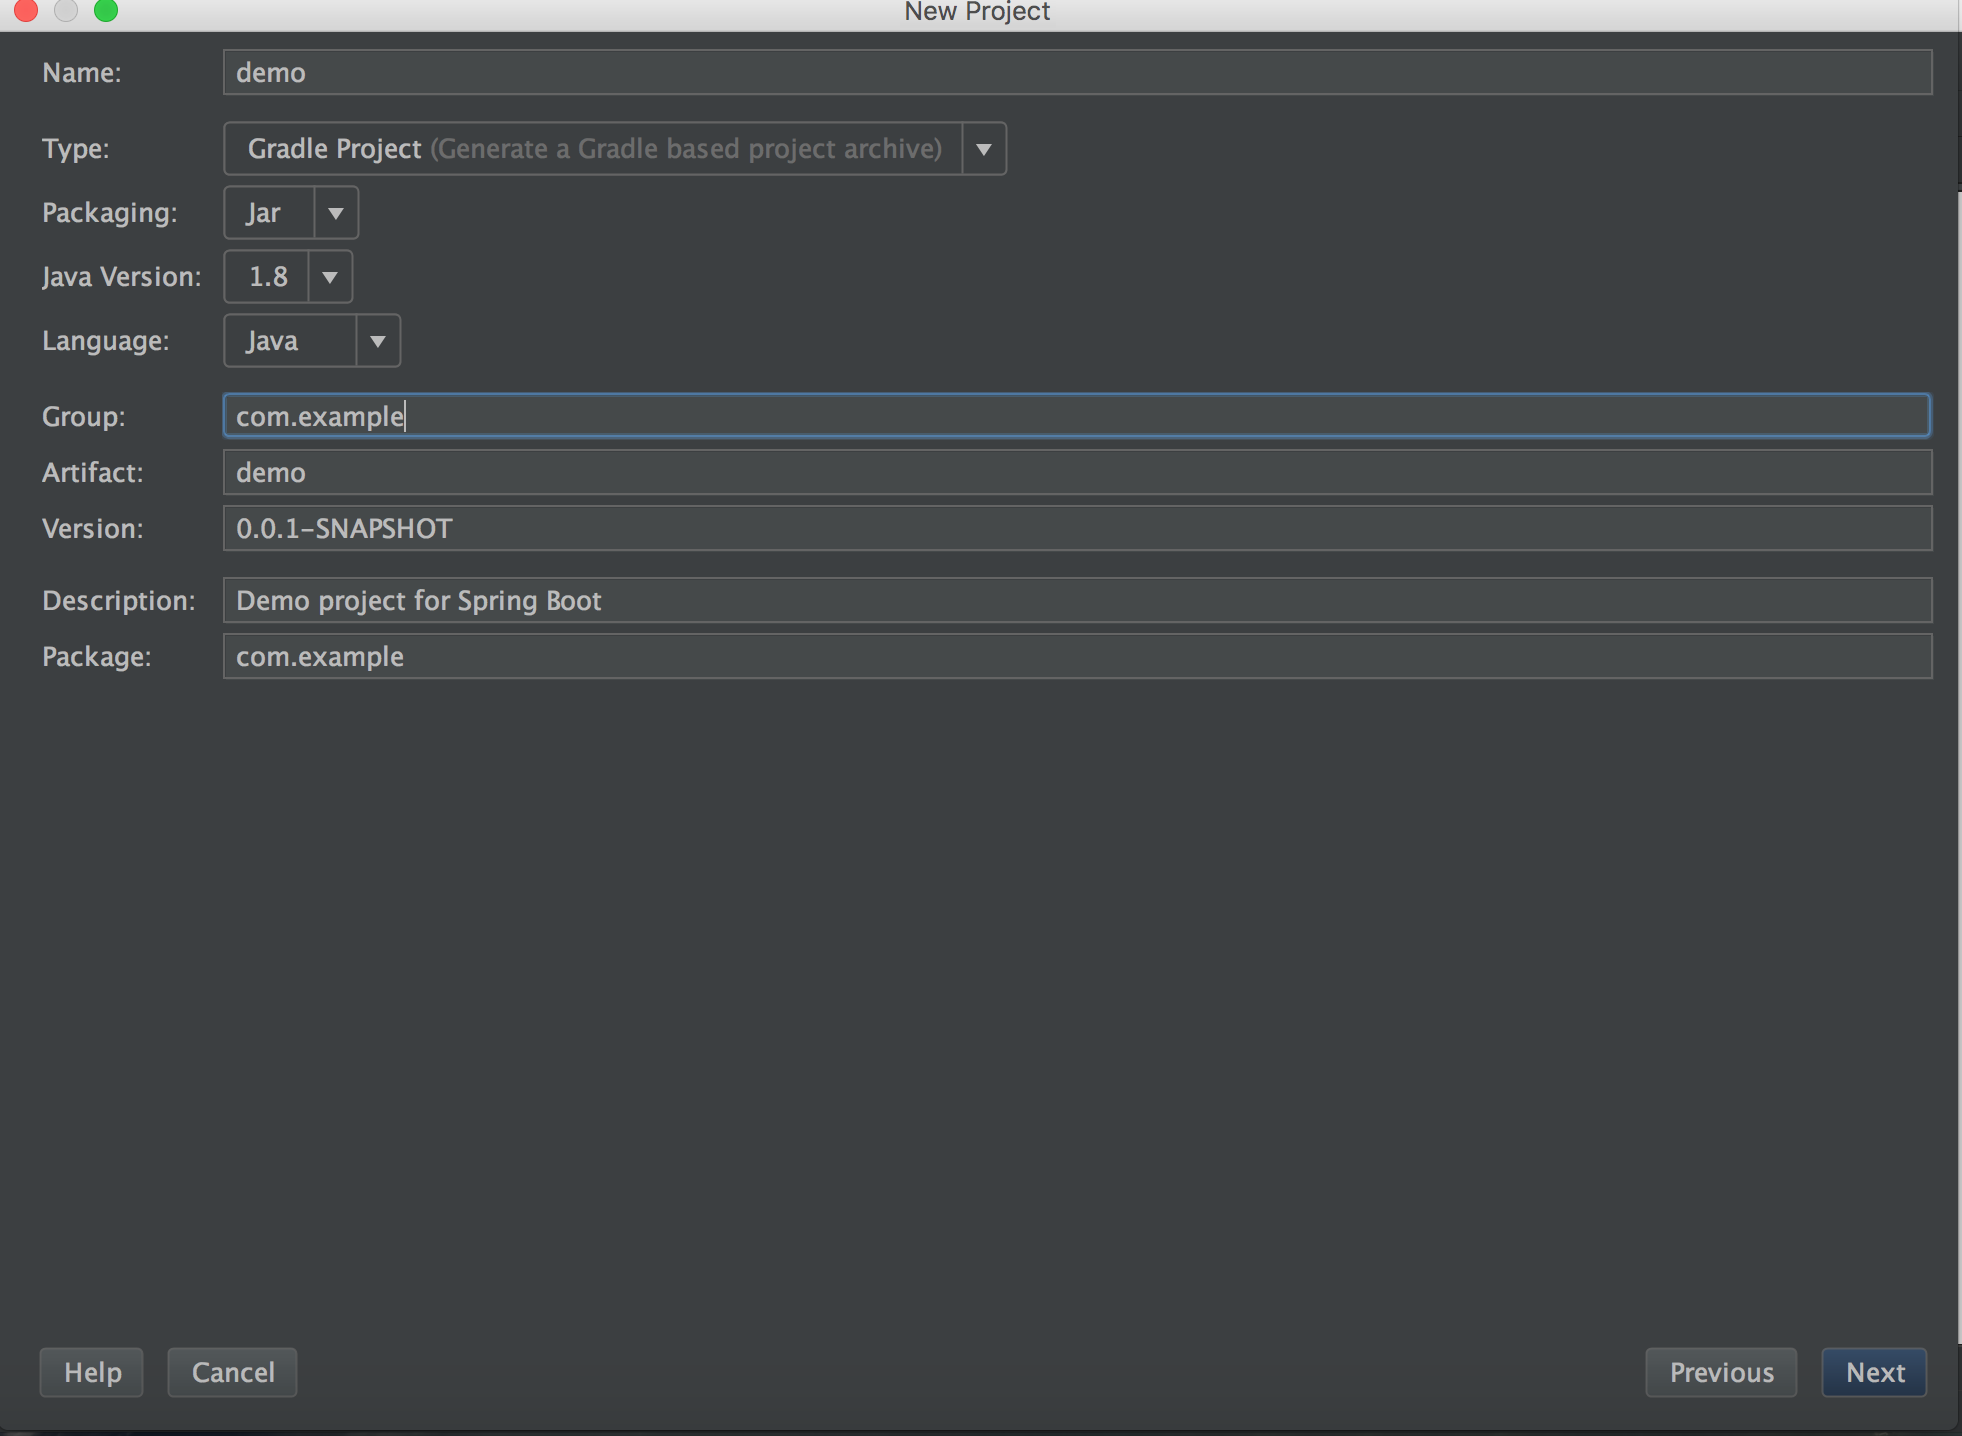 New Project
Name: demo
Type: Gradle Project (Generate a Gradle based project archive)
Packaging: Jar
Java Version: 1.8
Language: Java
Group: com.example
Artifact: demo
Version: 0.0.1-SNAPSHOT
Description: Demo project for Spring Boot
Package: com.example
Help Cancel Previous Next